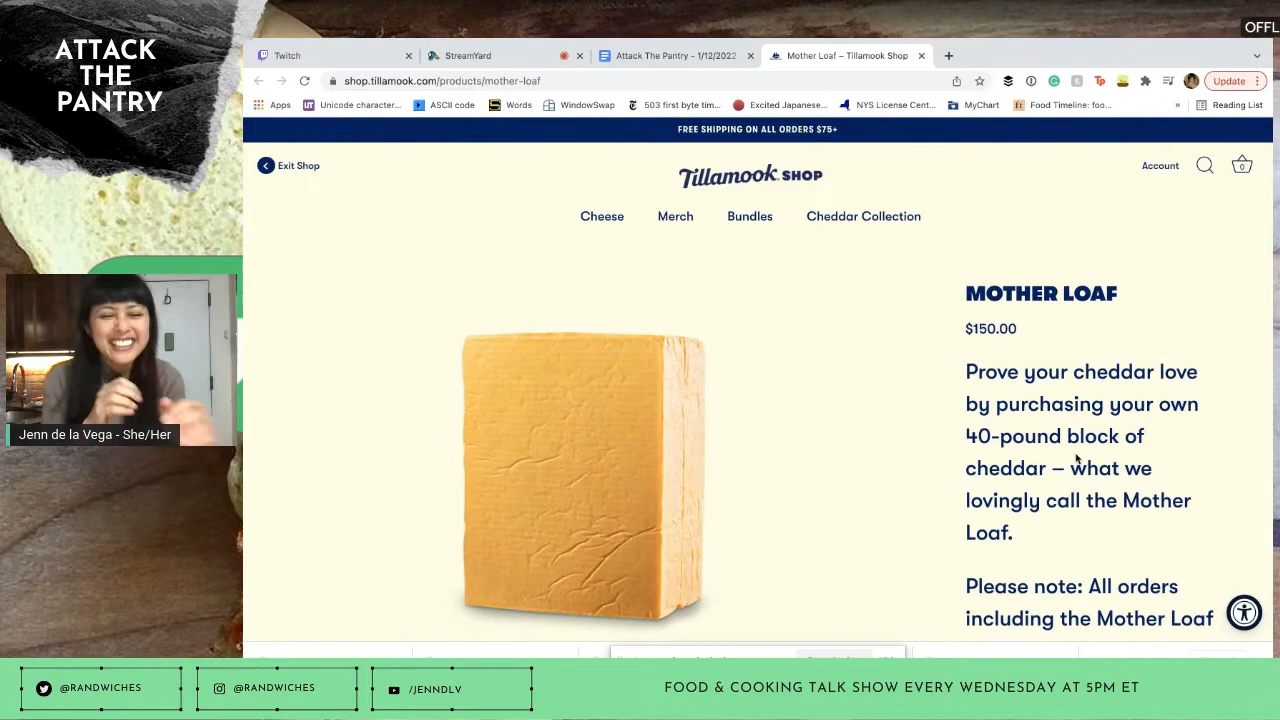 ATTACK
THE
PANTRY
OFFL
Twitch
StreamYard
Attack The Pantry - 1/12/2022
Mother Loaf – Tillamook Shop
shop.tillamook.com/products/mother-loaf
Update
Apps
Unicode character...
ASCII code
Words
WindowSwap
503 first byte tim...
Excited Japanese...
NYS License Cent...
MyChart
Food Timeline: foo...
»
Reading List
FREE SHIPPING ON ALL ORDERS $75+
Exit Shop
Tillamook SHOP
Account
0
Cheese
Merch
Bundles
Cheddar Collection
MOTHER LOAF
$150.00
Prove your cheddar love
by purchasing your own
40-pound block of
cheddar – what we
lovingly call the Mother
Loaf.
Please note: All orders
including the Mother Loaf
Jenn de la Vega - She/Her
@RANDWICHES
@RANDWICHES
/JENNDLV
FOOD & COOKING TALK SHOW EVERY WEDNESDAY AT 5PM ET